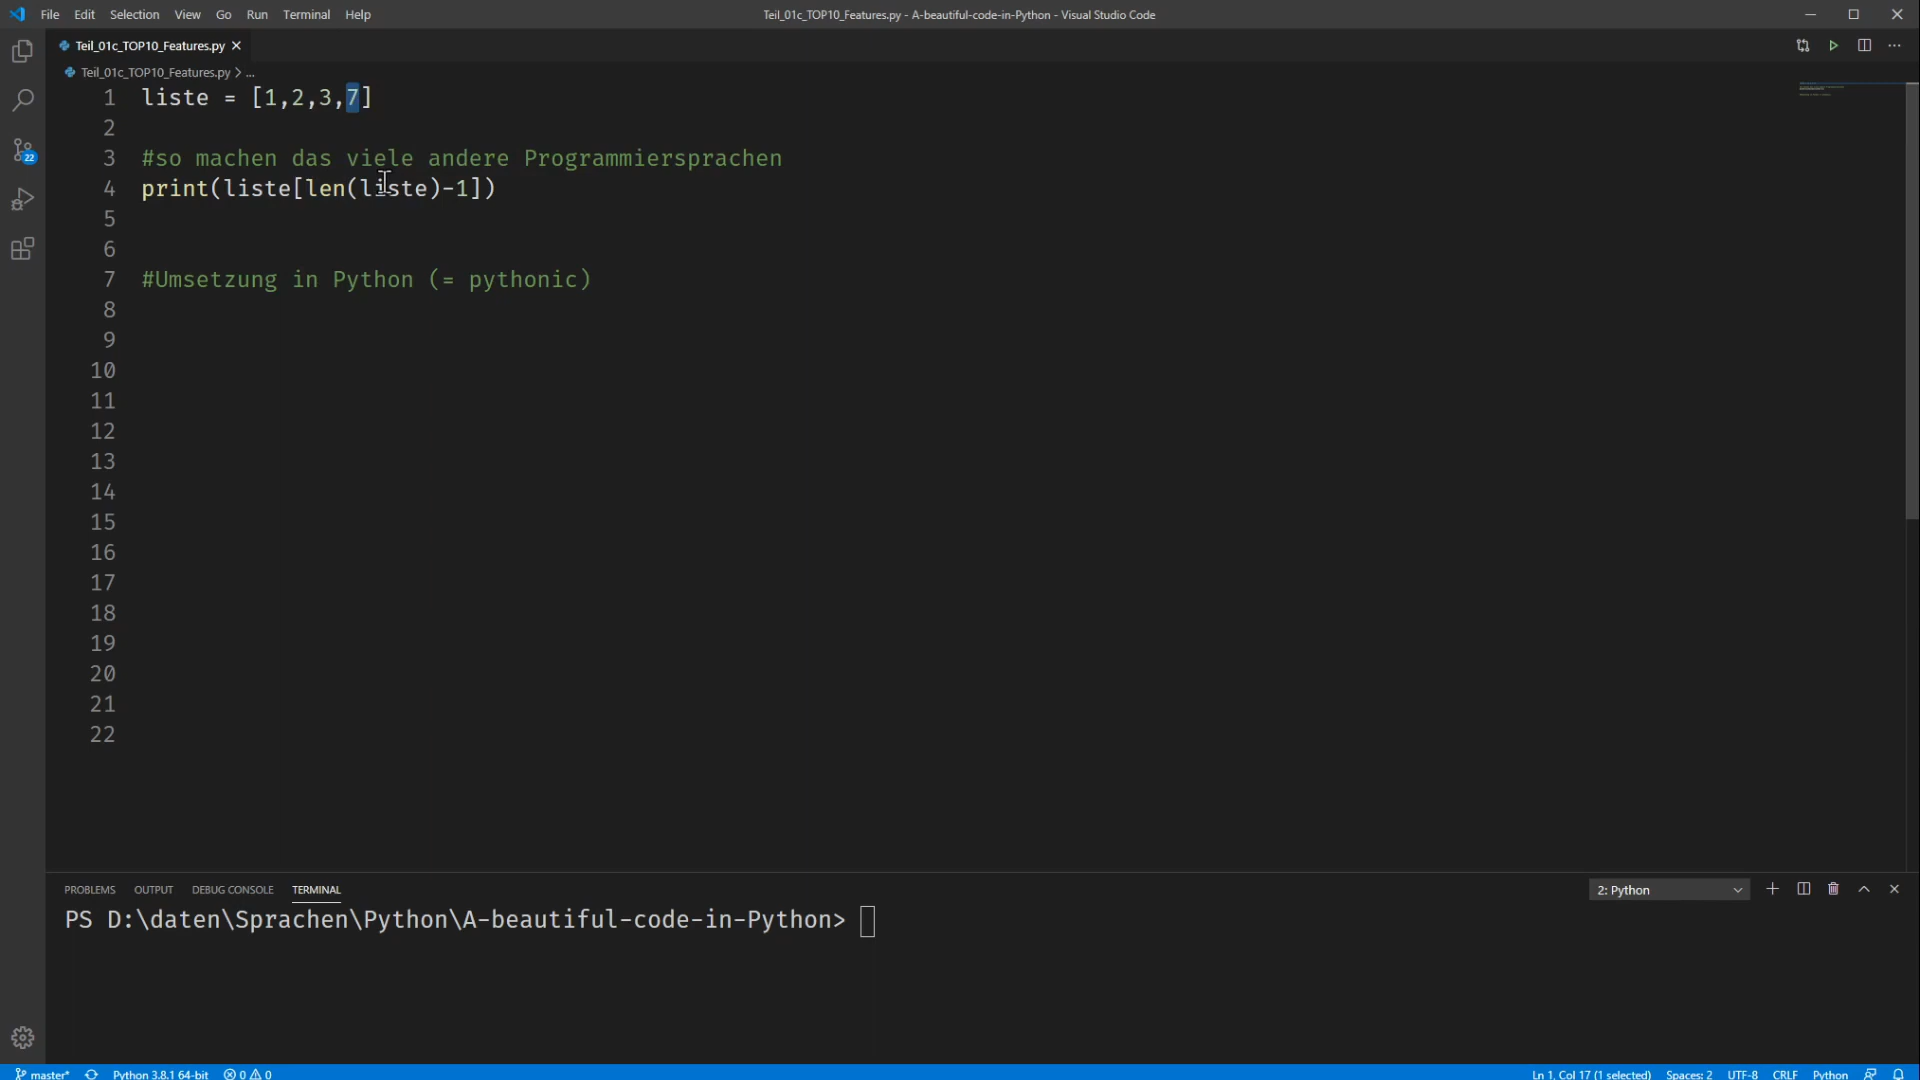 File Edit Selection View Go Run Terminal Help
Teil_01c_TOP10_Features.py - A-beautiful-code-in-Python - Visual Studio Code
Teil_01c_TOP10_Features.py
Teil_01c_TOP10_Features.py > ...
1 liste = [1,2,3,7]
2
3 #so machen das viele andere Programmiersprachen
4 print(liste[len(liste)-1])
5
6
7 #Umsetzung in Python (= pythonic)
8
9
10
11
12
13
14
15
16
17
18
19
20
21
22
22
PROBLEMS OUTPUT DEBUG CONSOLE TERMINAL 2: Python
PS D:\daten\Sprachen\Python\A-beautiful-code-in-Python>
master* Python 3.8.1 64-bit 0 0 Ln 1, Col 17 (1 selected) Spaces: 2 UTF-8 CRLF Python